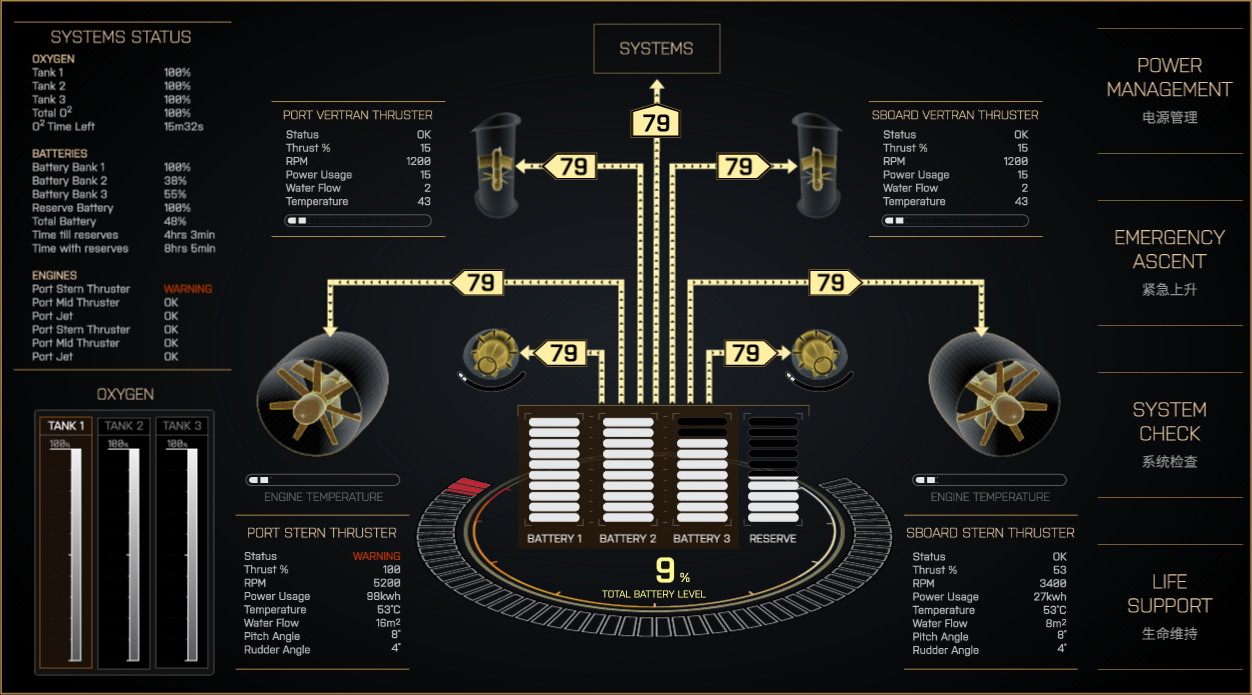 SYSTEMS STATUS
OXYGEN
Tank 1 100%
Tank 2 100%
Tank 3 100%
Total O² 100%
O² Time Left 15m32s
BATTERIES
Battery Bank 1 100%
Battery Bank 2 38%
Battery Bank 3 55%
Reserve Battery 100%
Total Battery 48%
Time till reserves 4hrs 3min
Time with reserves 8hrs 5min
ENGINES
Port Stern Thruster WARNING
Port Mid Thruster OK
Port Jet OK
Port Stern Thruster OK
Port Mid Thruster OK
Port Jet OK
OXYGEN
TANK 1 TANK 2 TANK 3
100% 100% 100%
SYSTEMS
79
PORT VERTRAN THRUSTER
Status OK
Thrust % 15
RPM 1200
Power Usage 15
Water Flow 2
Temperature 43
79
79
SBOARD VERTRAN THRUSTER
Status OK
Thrust % 15
RPM 1200
Power Usage 15
Water Flow 2
Temperature 43
79
79
79
79
ENGINE TEMPERATURE
PORT STERN THRUSTER
Status WARNING
Thrust % 100
RPM 5200
Power Usage 98kwh
Temperature 53°C
Water Flow 16m²
Pitch Angle 8°
Rudder Angle 4°
BATTERY 1 BATTERY 2 BATTERY 3 RESERVE
9 %
TOTAL BATTERY LEVEL
ENGINE TEMPERATURE
SBOARD STERN THRUSTER
Status OK
Thrust % 53
RPM 3400
Power Usage 27kwh
Temperature 53°C
Water Flow 8m²
Pitch Angle 8°
Rudder Angle 4°
POWER
MANAGEMENT
电源管理
EMERGENCY
ASCENT
紧急上升
SYSTEM
CHECK
系统检查
LIFE
SUPPORT
生命维持